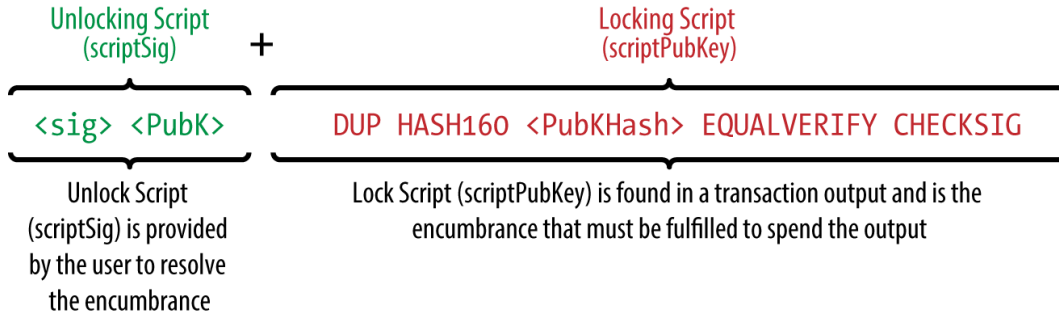 Unlocking Script
(scriptSig)
+
Locking Script
(scriptPubKey)
<sig> <PubK>
DUP HASH160 <PubKHash> EQUALVERIFY CHECKSIG
Unlock Script
(scriptSig) is provided
by the user to resolve
the encumbrance
Lock Script (scriptPubKey) is found in a transaction output and is the
encumbrance that must be fulfilled to spend the output